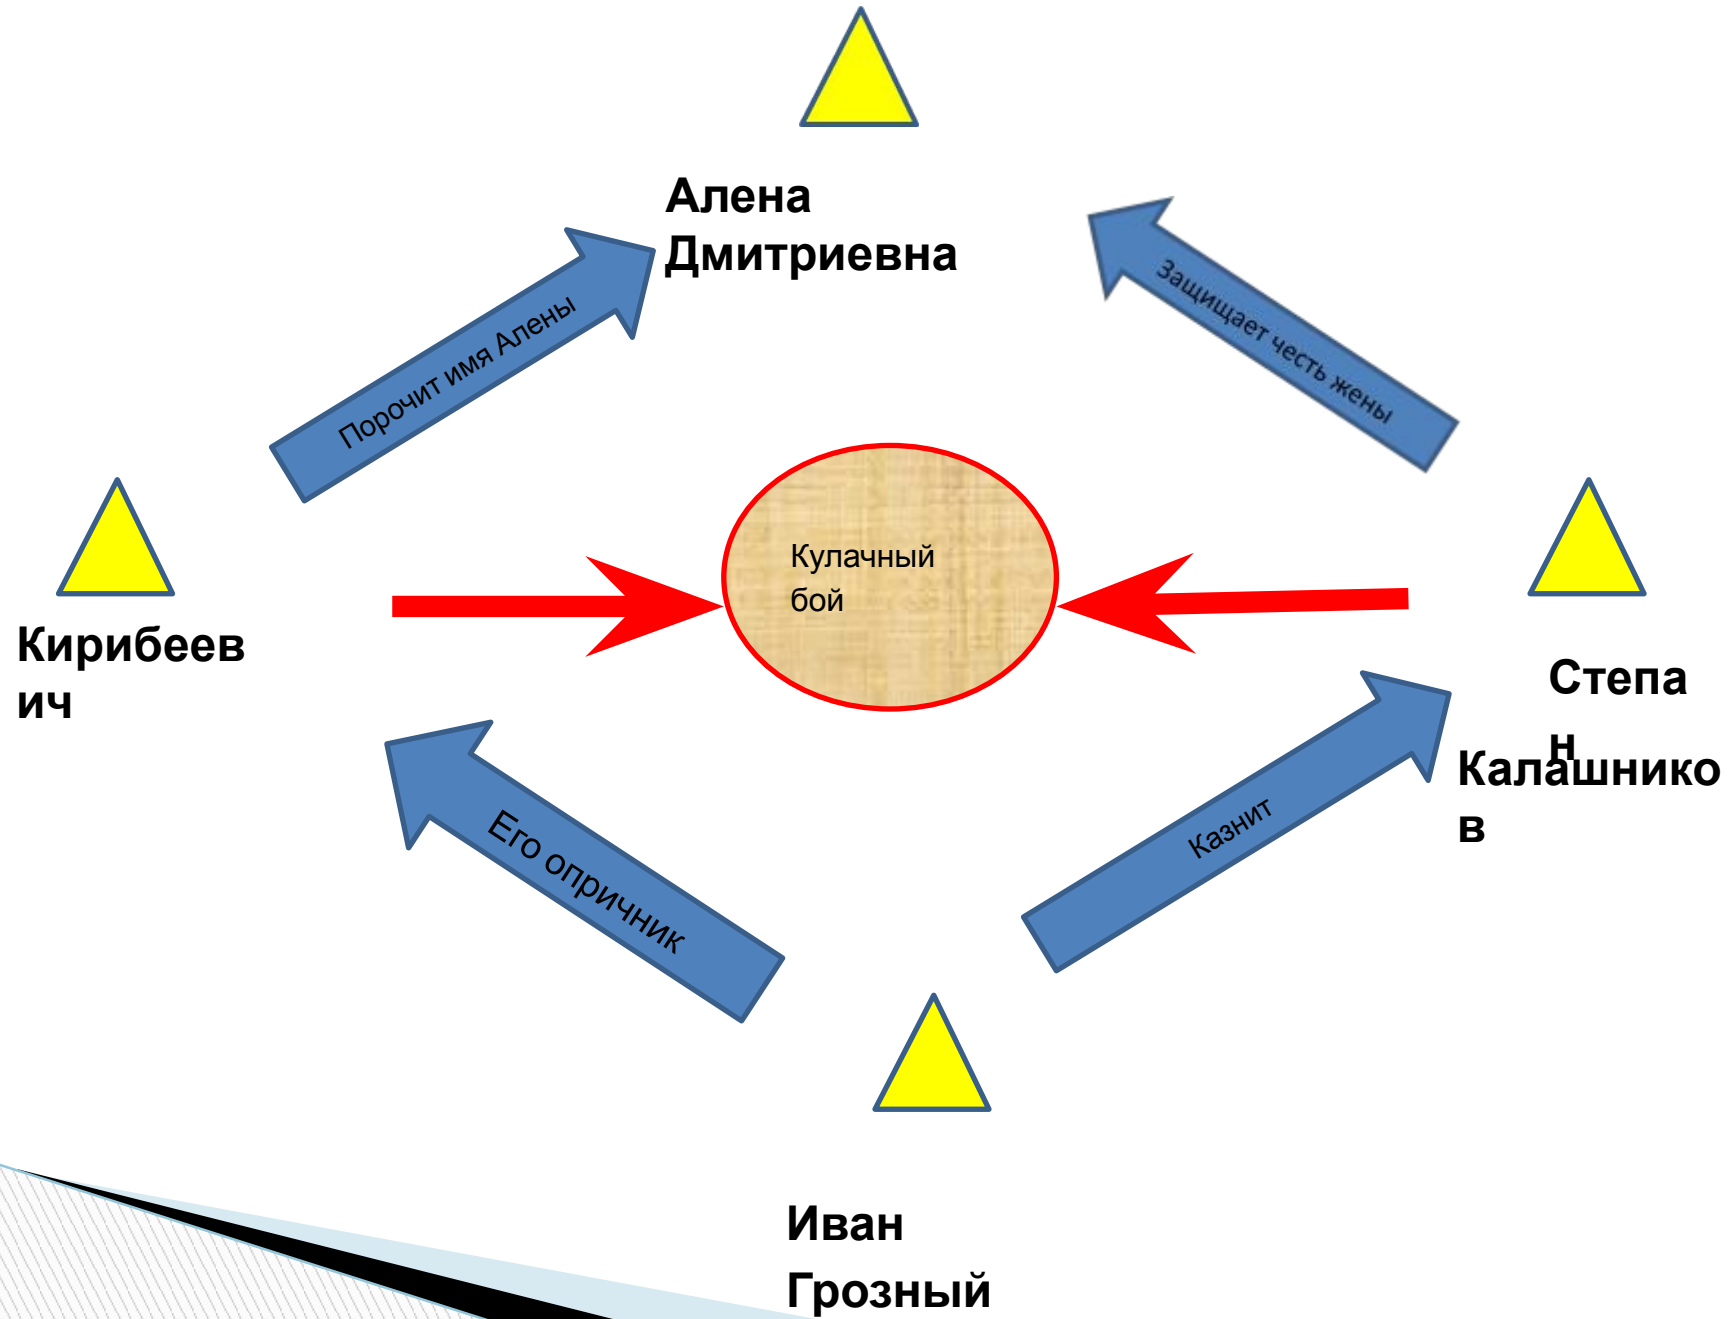 Алена
Дмитриевна
Порочит имя Алены
Защищает честь жены
Кулачный
бой
Кирибеев
ич
Степа
н
Калашнико
в
Его опричник
Казнит
Иван
Грозный